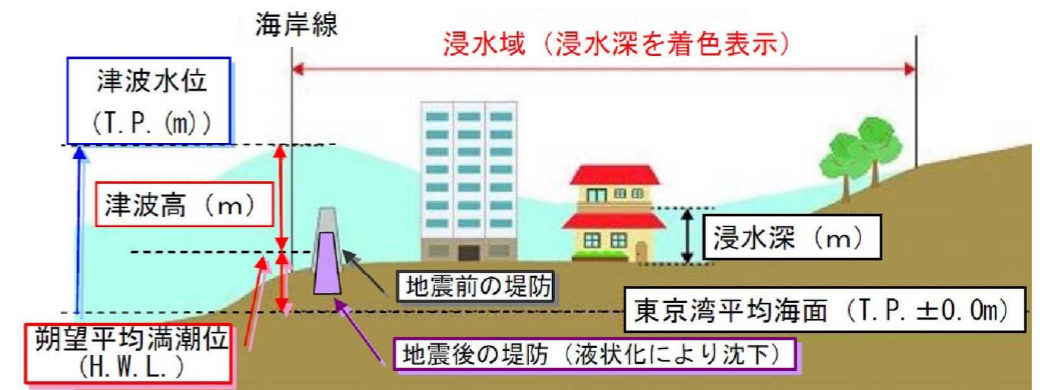 海岸線
浸水域（浸水深を着色表示）
津波水位
(T.P.(m))
津波高（ｍ）
浸水深（ｍ）
地震前の堤防
東京湾平均海面（T.P.±0.0m）
朔望平均満潮位
(H.W.L.)
地震後の堤防（液状化により沈下）